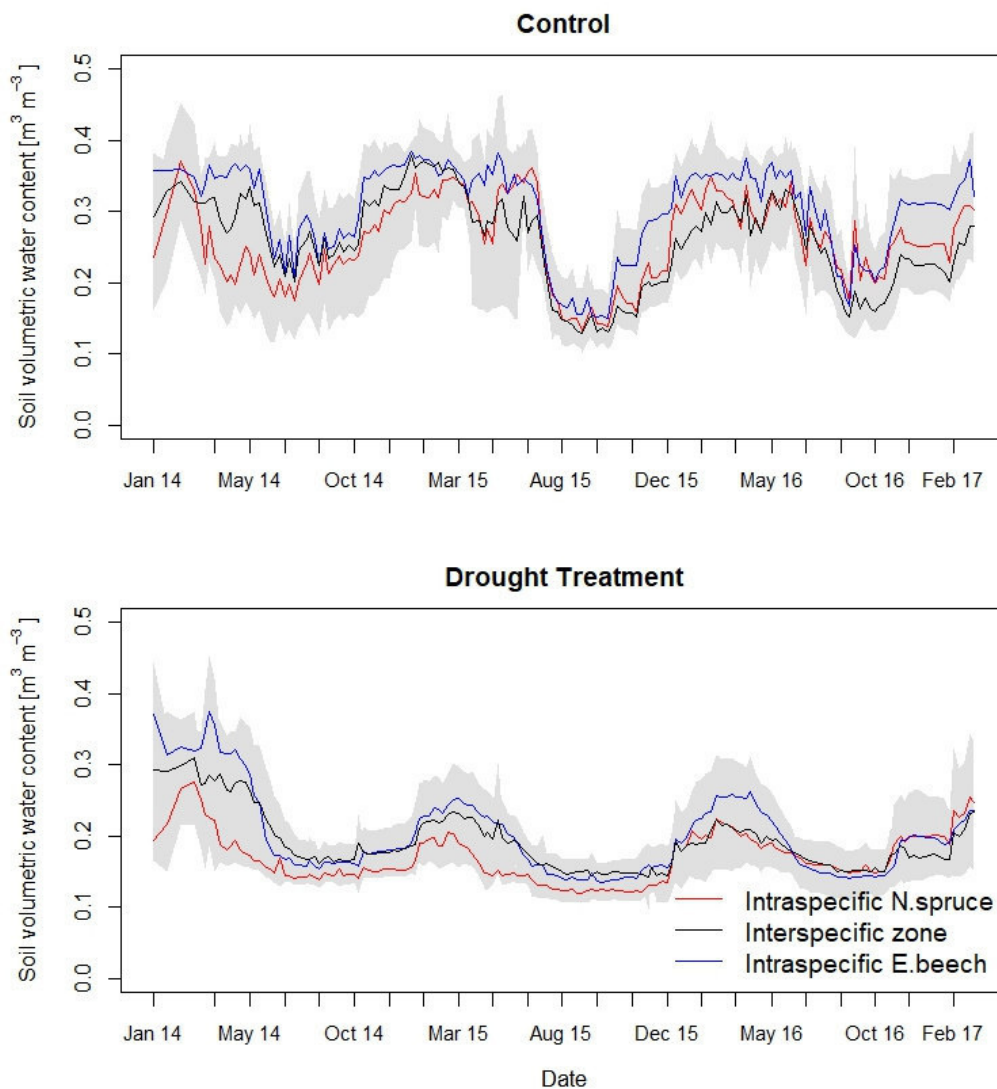 Control
Soil volumetric water content [m³ m⁻³ ]
0.5
0.4
0.3
0.2
0.1
0.0
Jan 14 May 14 Oct 14 Mar 15 Aug 15 Dec 15 May 16 Oct 16 Feb 17
Drought Treatment
Soil volumetric water content [m³ m⁻³ ]
0.5
0.4
0.3
0.2
0.1
0.0
Intraspecific N.spruce
Interspecific zone
Intraspecific E.beech
Jan 14 May 14 Oct 14 Mar 15 Aug 15 Dec 15 May 16 Oct 16 Feb 17
Date